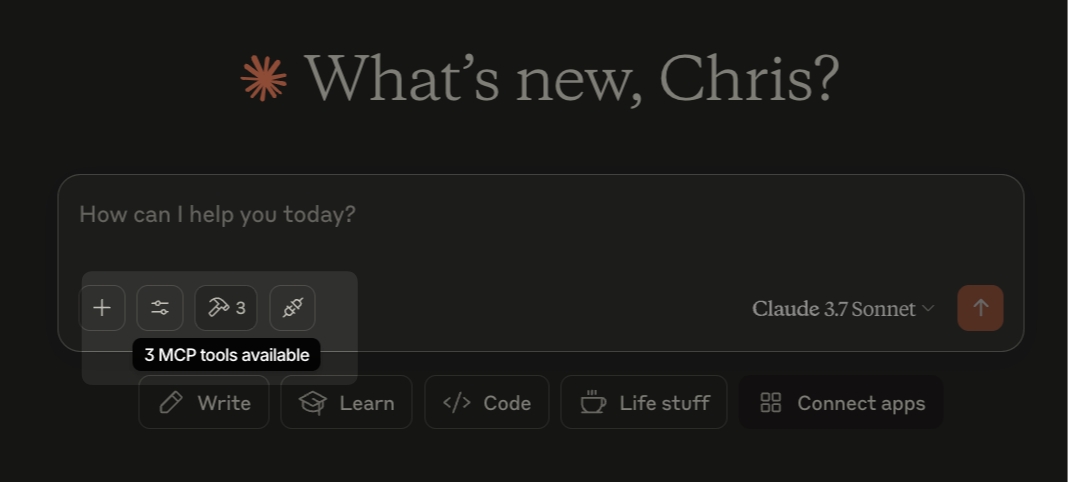 What’s new, Chris?
How can I help you today?
3
Claude 3.7 Sonnet
3 MCP tools available
Write
Learn
</> Code
Life stuff
Connect apps